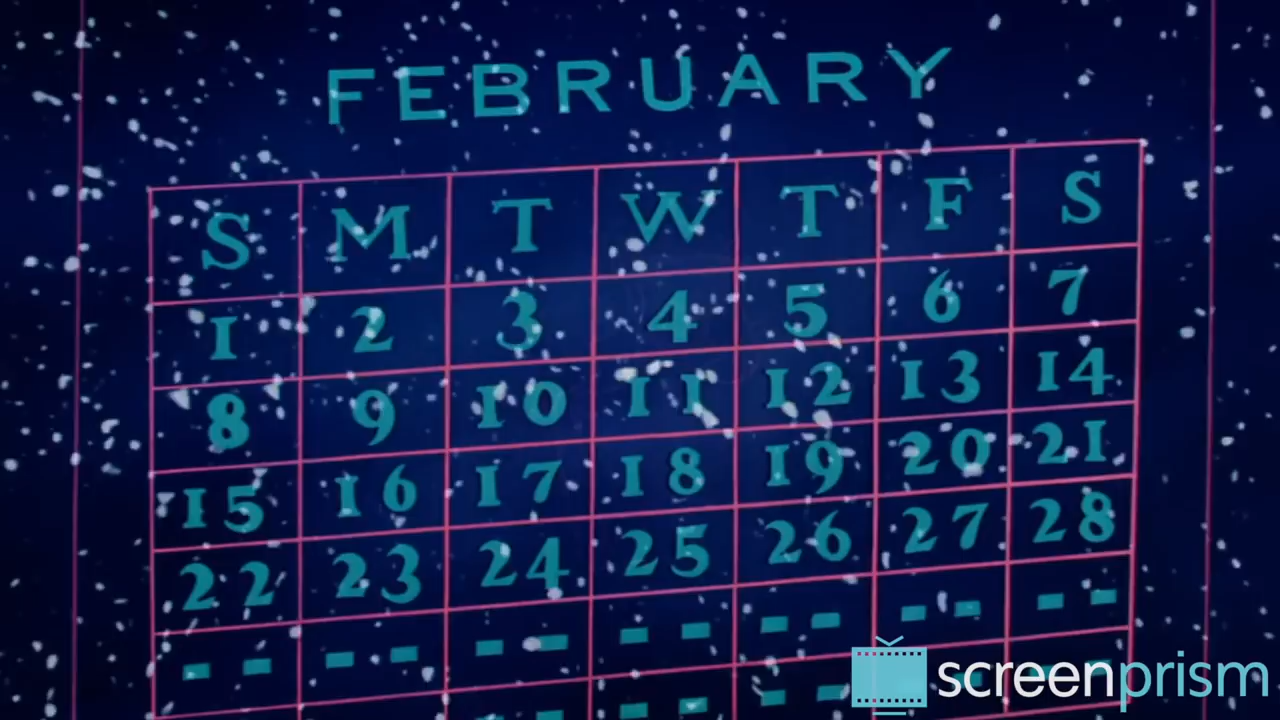 FEBRUARY
S M T W T F S
1 2 3 4 5 6 7
8 9 10 11 12 13 14
15 16 17 18 19 20 21
22 23 24 25 26 27 28
-- -- -- -- -- -- --
-- -- -- -- -- --
screenprism